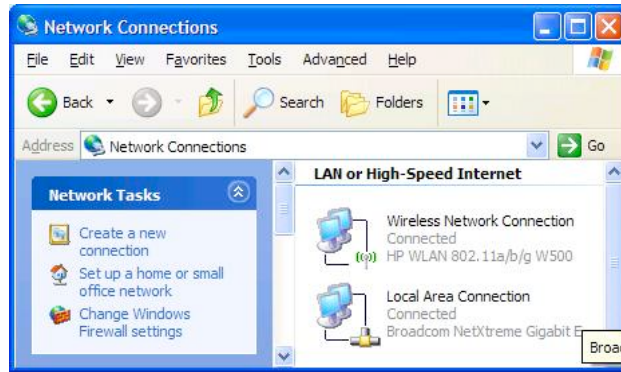 Network Connections
File Edit View Favorites Tools Advanced Help
Back Search Folders
Address Network Connections Go
Network Tasks
Create a new
connection
Set up a home or small
office network
Change Windows
Firewall settings
LAN or High-Speed Internet
Wireless Network Connection
Connected
HP WLAN 802.11a/b/g W500
Local Area Connection
Connected
Broadcom NetXtreme Gigabit E
Broa